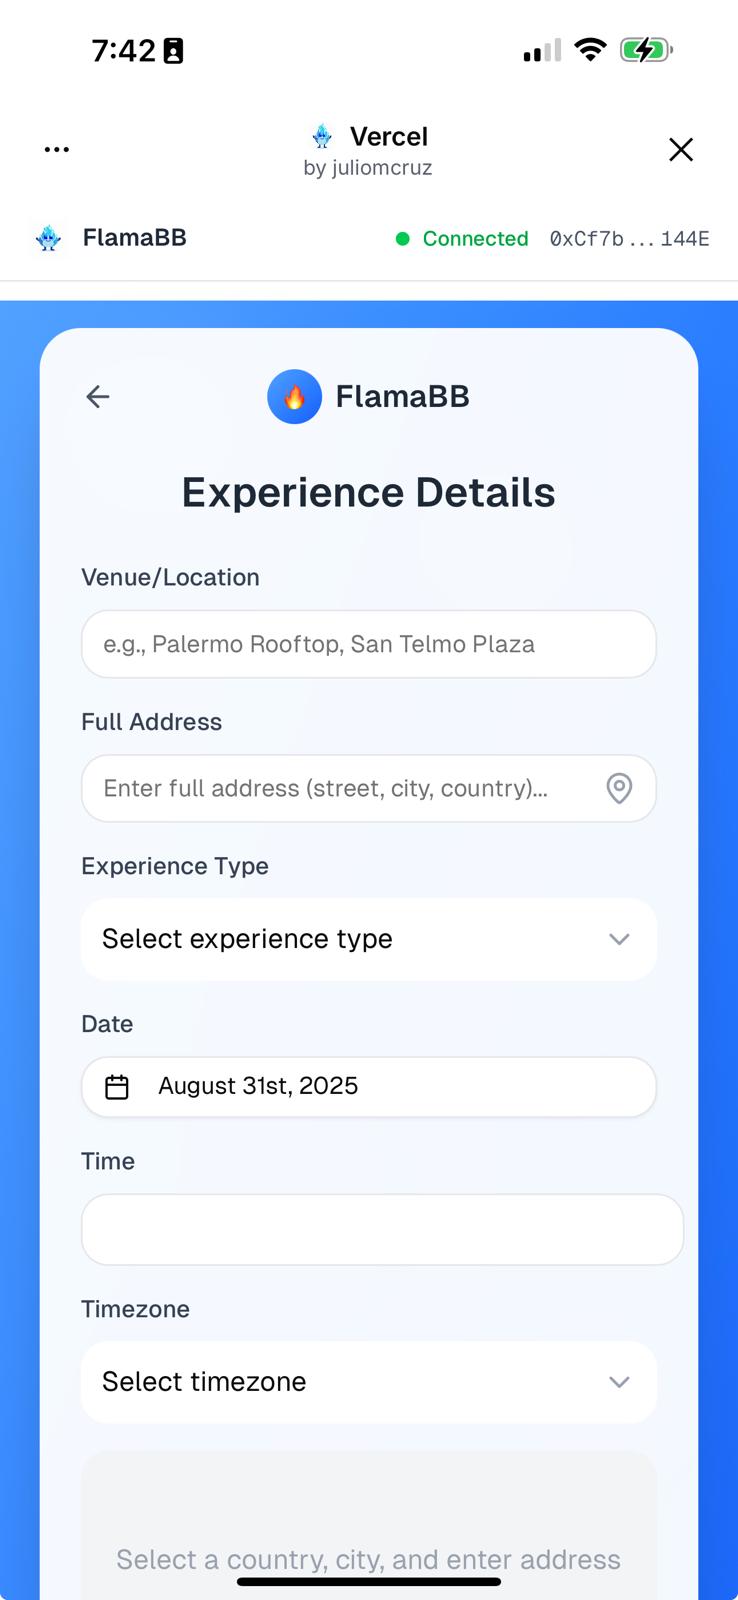 7:42
Vercel
by juliomcruz
FlamaBB
Connected 0xCf7b...144E
FlamaBB
Experience Details
Venue/Location
e.g., Palermo Rooftop, San Telmo Plaza
Full Address
Enter full address (street, city, country)...
Experience Type
Select experience type
Date
August 31st, 2025
Time
Timezone
Select timezone
Select a country, city, and enter address